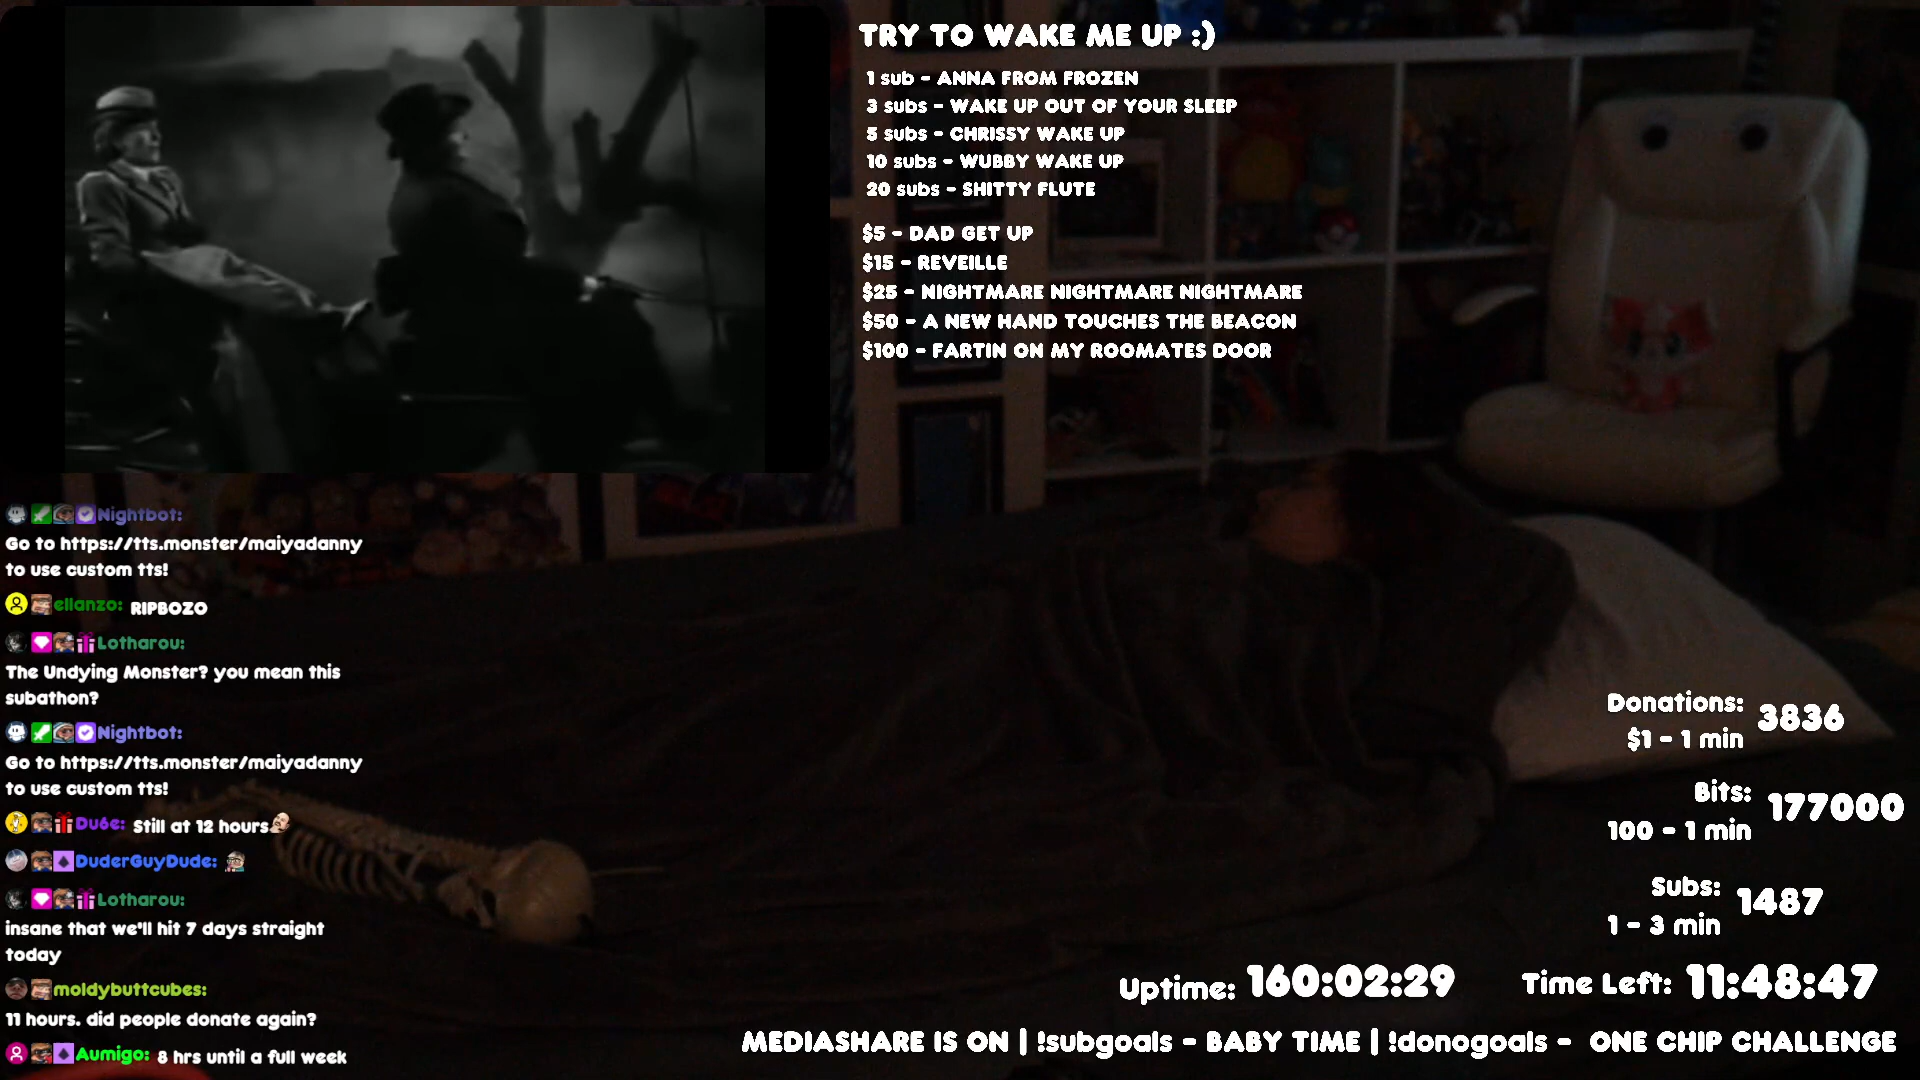 TRY TO WAKE ME UP :)
1 sub - ANNA FROM FROZEN
3 subs - WAKE UP OUT OF YOUR SLEEP
5 subs - CHRISSY WAKE UP
10 subs - WUBBY WAKE UP
20 subs - SHITTY FLUTE
$5 - DAD GET UP
$15 - REVEILLE
$25 - NIGHTMARE NIGHTMARE NIGHTMARE
$50 - A NEW HAND TOUCHES THE BEACON
$100 - FARTIN ON MY ROOMATES DOOR
Nightbot:
Go to https://tts.monster/maiyadanny
to use custom tts!
ellanzo: RIPBOZO
Lotharou:
The Undying Monster? you mean this
subathon?
Nightbot:
Go to https://tts.monster/maiyadanny
to use custom tts!
Du6e: Still at 12 hours
DuderGuyDude:
Lotharou:
insane that we'll hit 7 days straight
today
moldybuttcubes:
11 hours. did people donate again?
Aumigo: 8 hrs until a full week
Donations: 3836
$1 - 1 min
Bits: 177000
100 - 1 min
Subs: 1487
1 - 3 min
Uptime: 160:02:29 Time Left: 11:48:47
MEDIASHARE IS ON | !subgoals - BABY TIME | !donogoals - ONE CHIP CHALLENGE